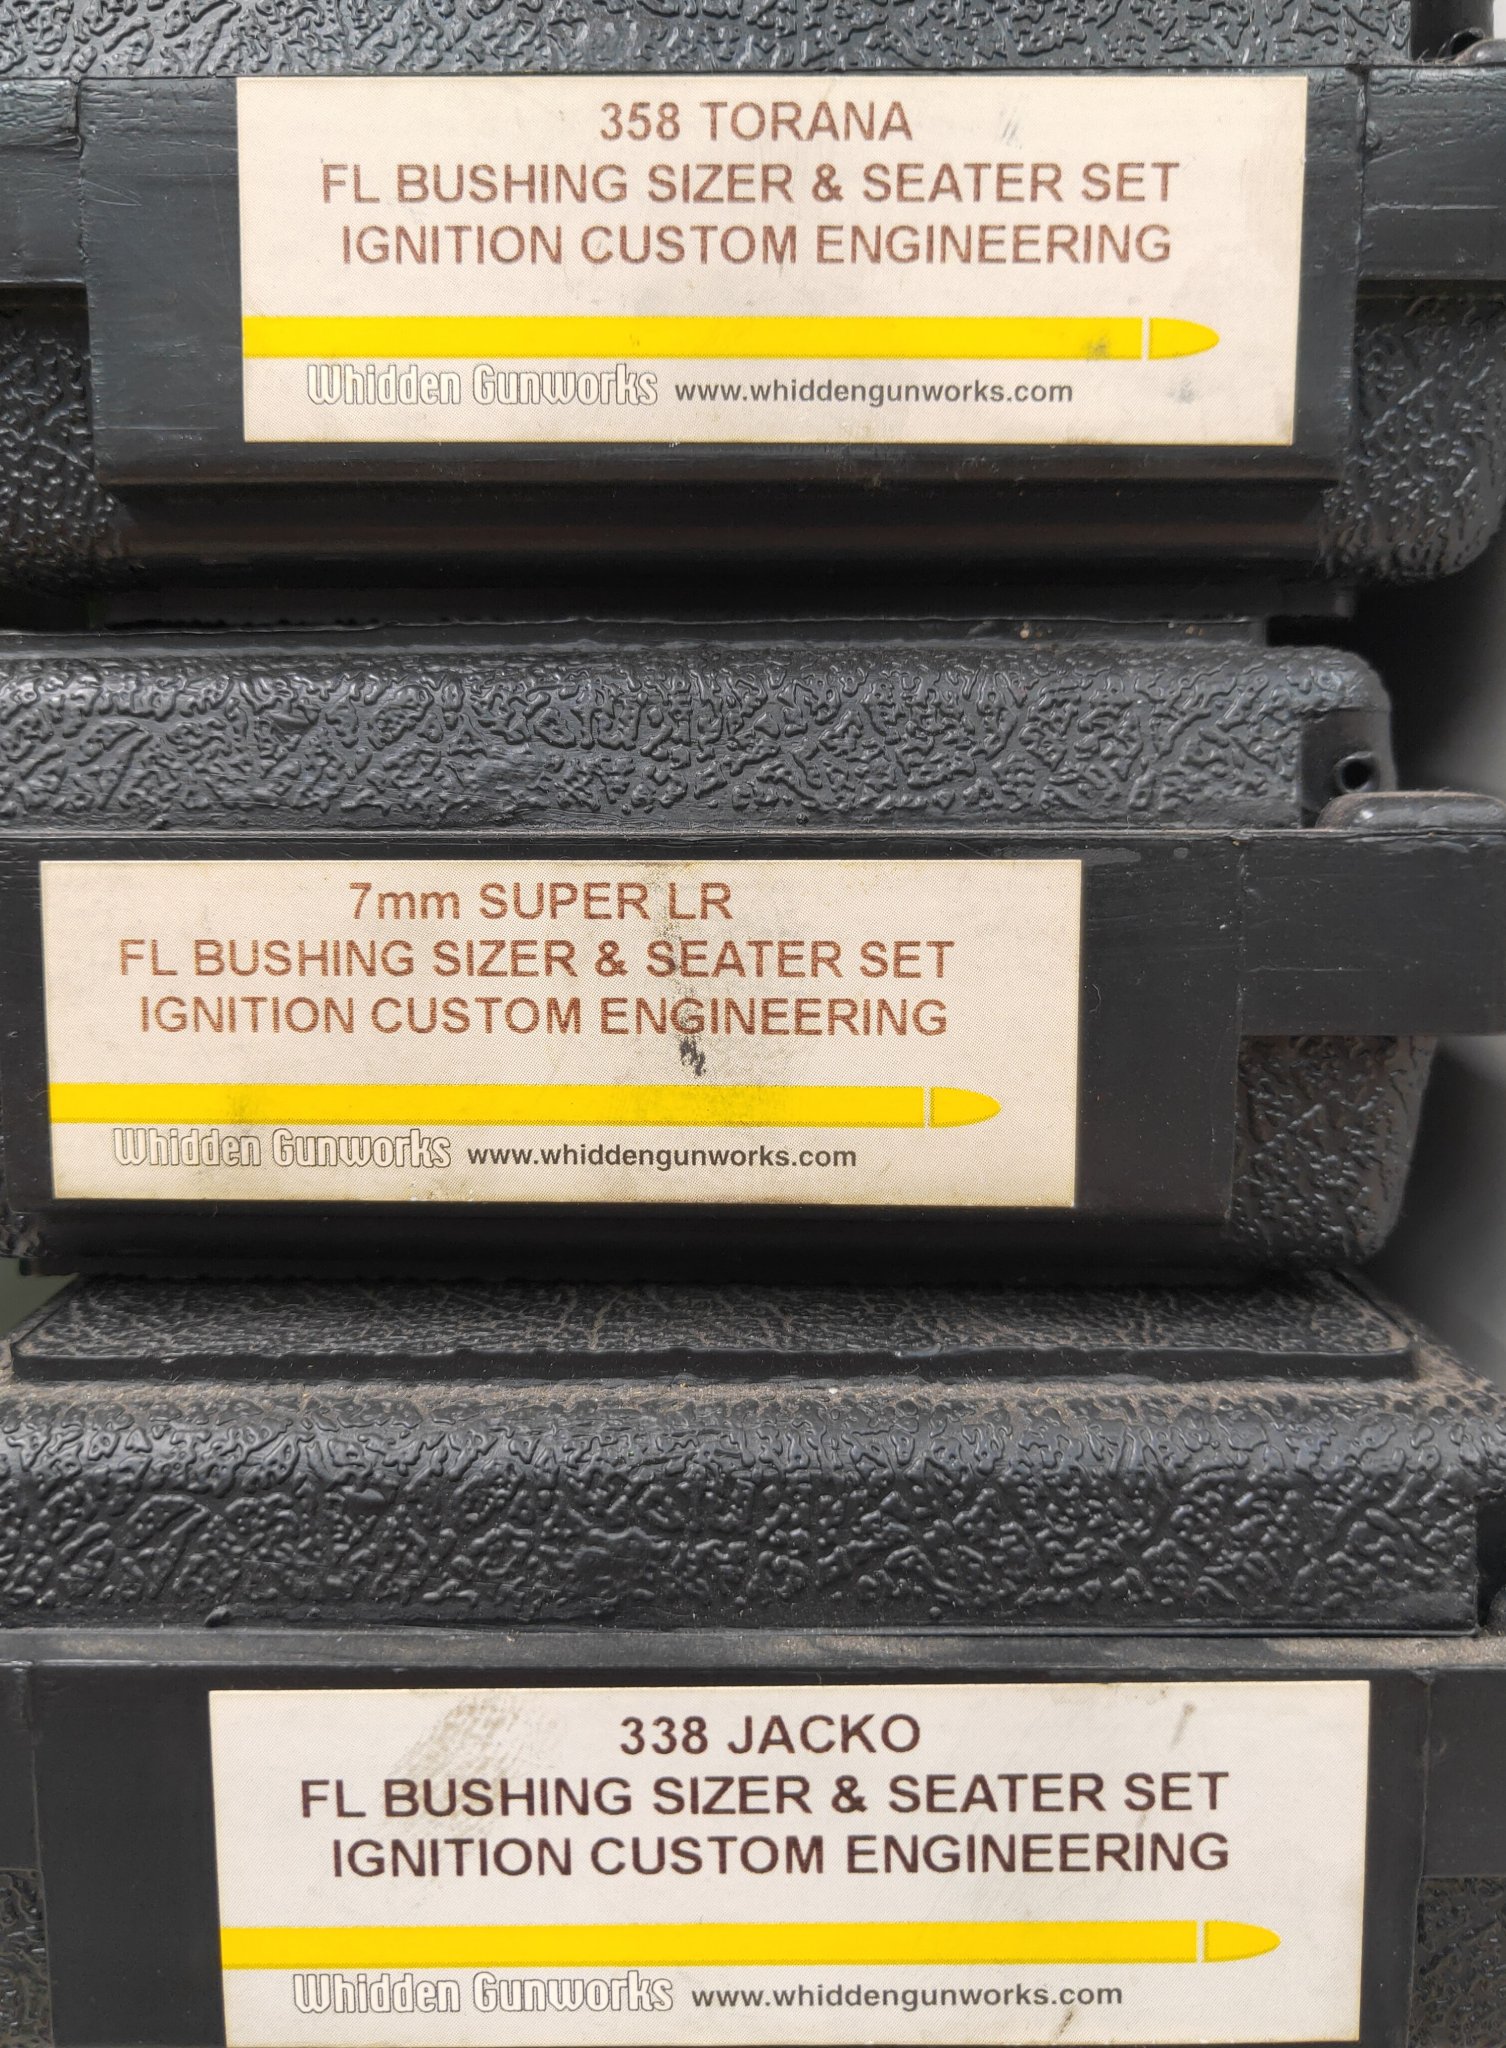 358 TORANA
FL BUSHING SIZER & SEATER SET
IGNITION CUSTOM ENGINEERING
Whidden Gunworks www.whiddengunworks.com
7mm SUPER LR
FL BUSHING SIZER & SEATER SET
IGNITION CUSTOM ENGINEERING
Whidden Gunworks www.whiddengunworks.com
338 JACKO
FL BUSHING SIZER & SEATER SET
IGNITION CUSTOM ENGINEERING
Whidden Gunworks www.whiddengunworks.com